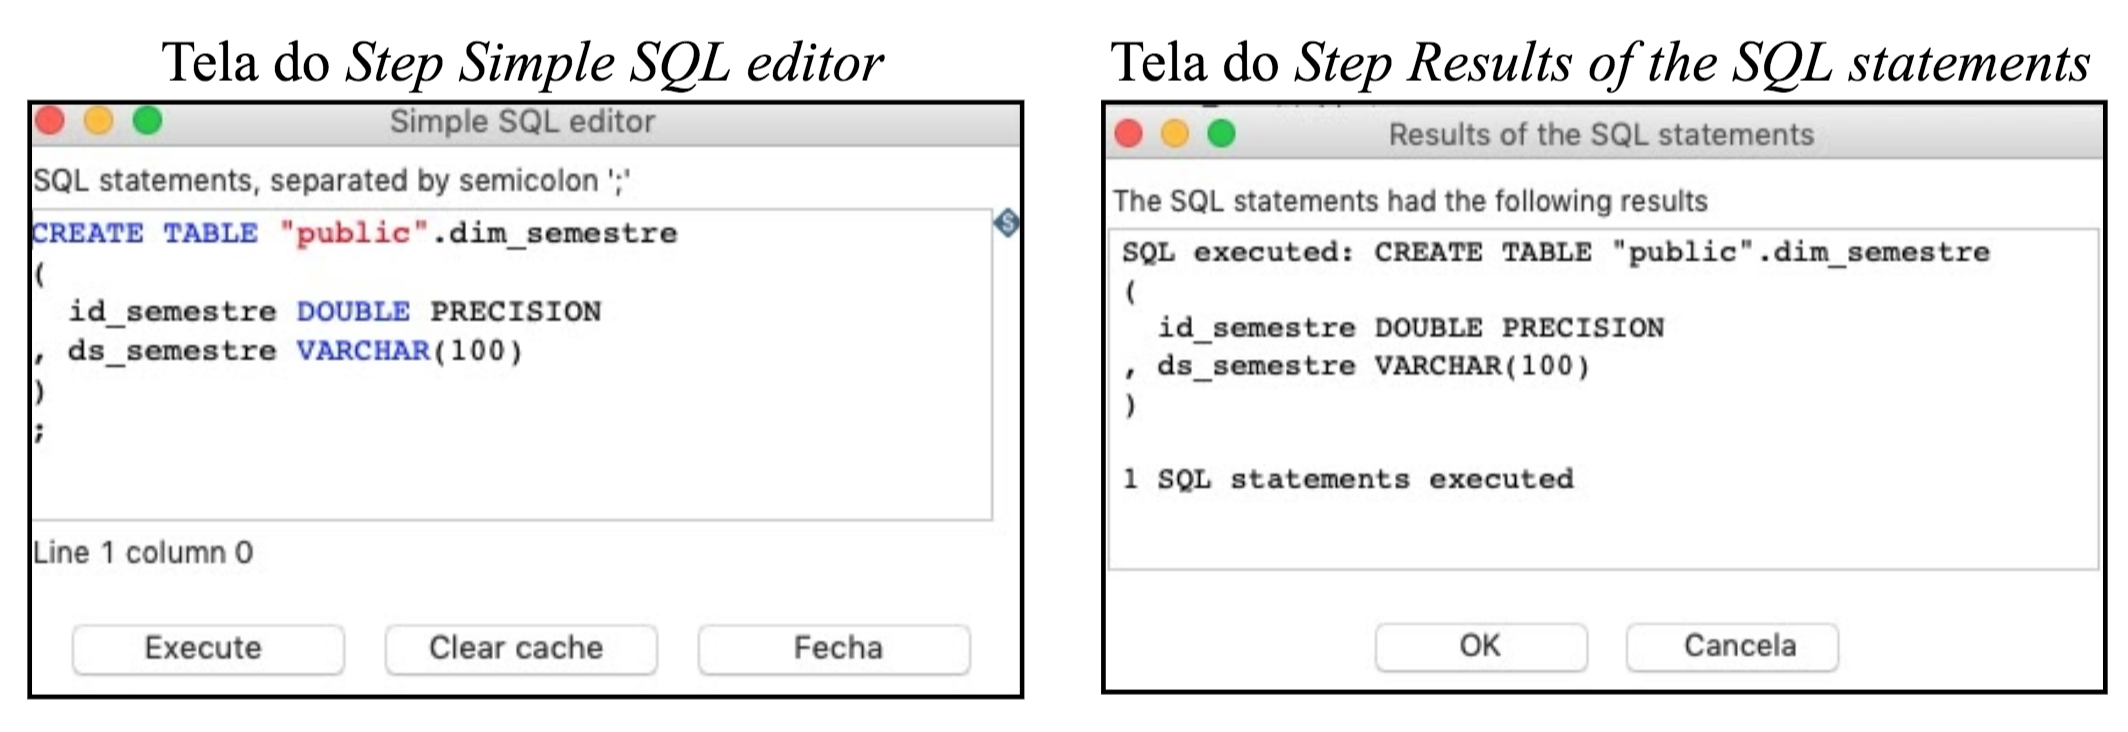 Tela do Step Simple SQL editor
Simple SQL editor
SQL statements, separated by semicolon ';'
CREATE TABLE "public".dim_semestre
(
  id_semestre DOUBLE PRECISION
, ds_semestre VARCHAR(100)
)
;
Line 1 column 0
Execute
Clear cache
Fecha
Tela do Step Results of the SQL statements
Results of the SQL statements
The SQL statements had the following results
SQL executed: CREATE TABLE "public".dim_semestre
(
  id_semestre DOUBLE PRECISION
, ds_semestre VARCHAR(100)
)
1 SQL statements executed
OK
Cancela